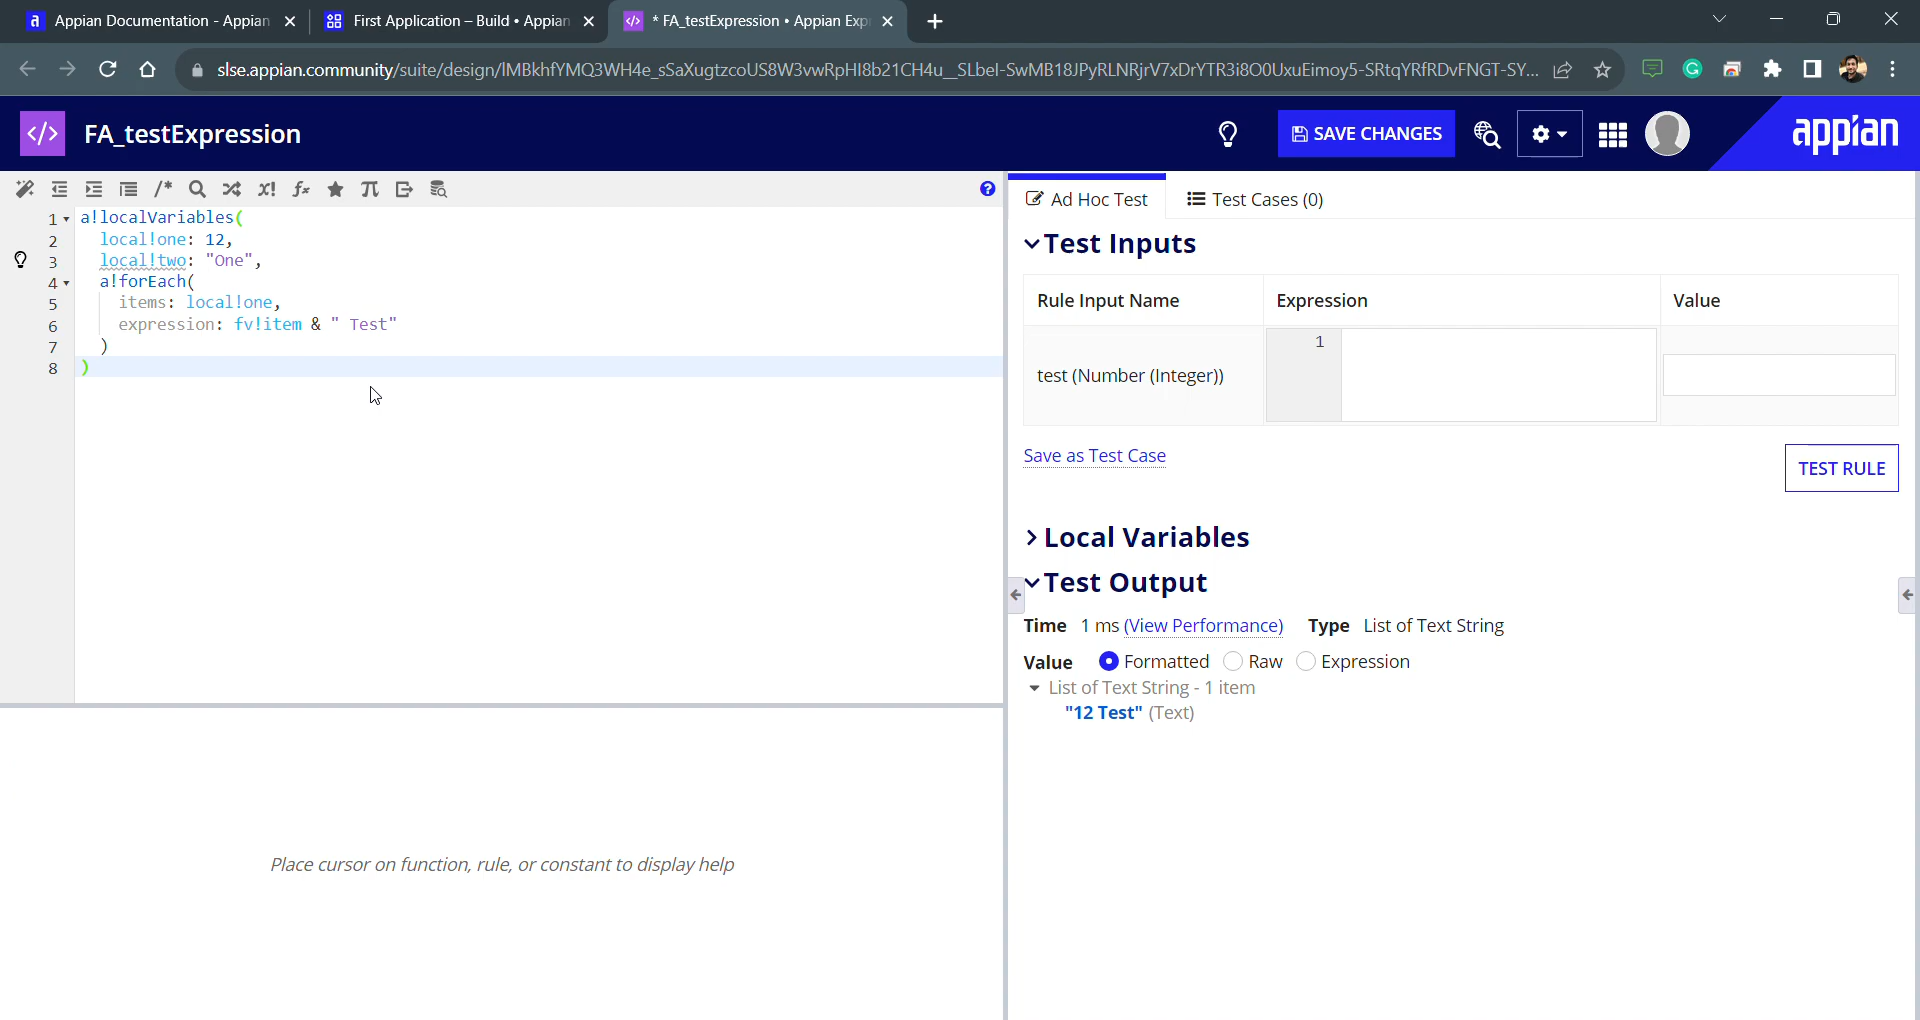 Appian Documentation - Appian
First Application – Build • Appian
* FA_testExpression • Appian Exp
slse.appian.community/suite/design/IMBkhfYMQ3WH4e_sSaXugtzcoUS8W3vwRpHI8b21CH4u__SLbeI-SwMB18JPyRLNRjrV7xDrYTR3i8O0UxuEimoy5-SRtqYRfRDvFNGT-SY...
FA_testExpression
SAVE CHANGES
appian
1 a!localVariables(
2 local!one: 12,
3 local!two: "One",
4 a!forEach(
5 items: local!one,
6 expression: fv!item & " Test"
7 )
8 )
Place cursor on function, rule, or constant to display help
Ad Hoc Test
Test Cases (0)
Test Inputs
Rule Input Name Expression Value
test (Number (Integer)) 1
Save as Test Case
TEST RULE
Local Variables
Test Output
Time 1 ms (View Performance) Type List of Text String
Value Formatted Raw Expression
List of Text String - 1 item
"12 Test" (Text)